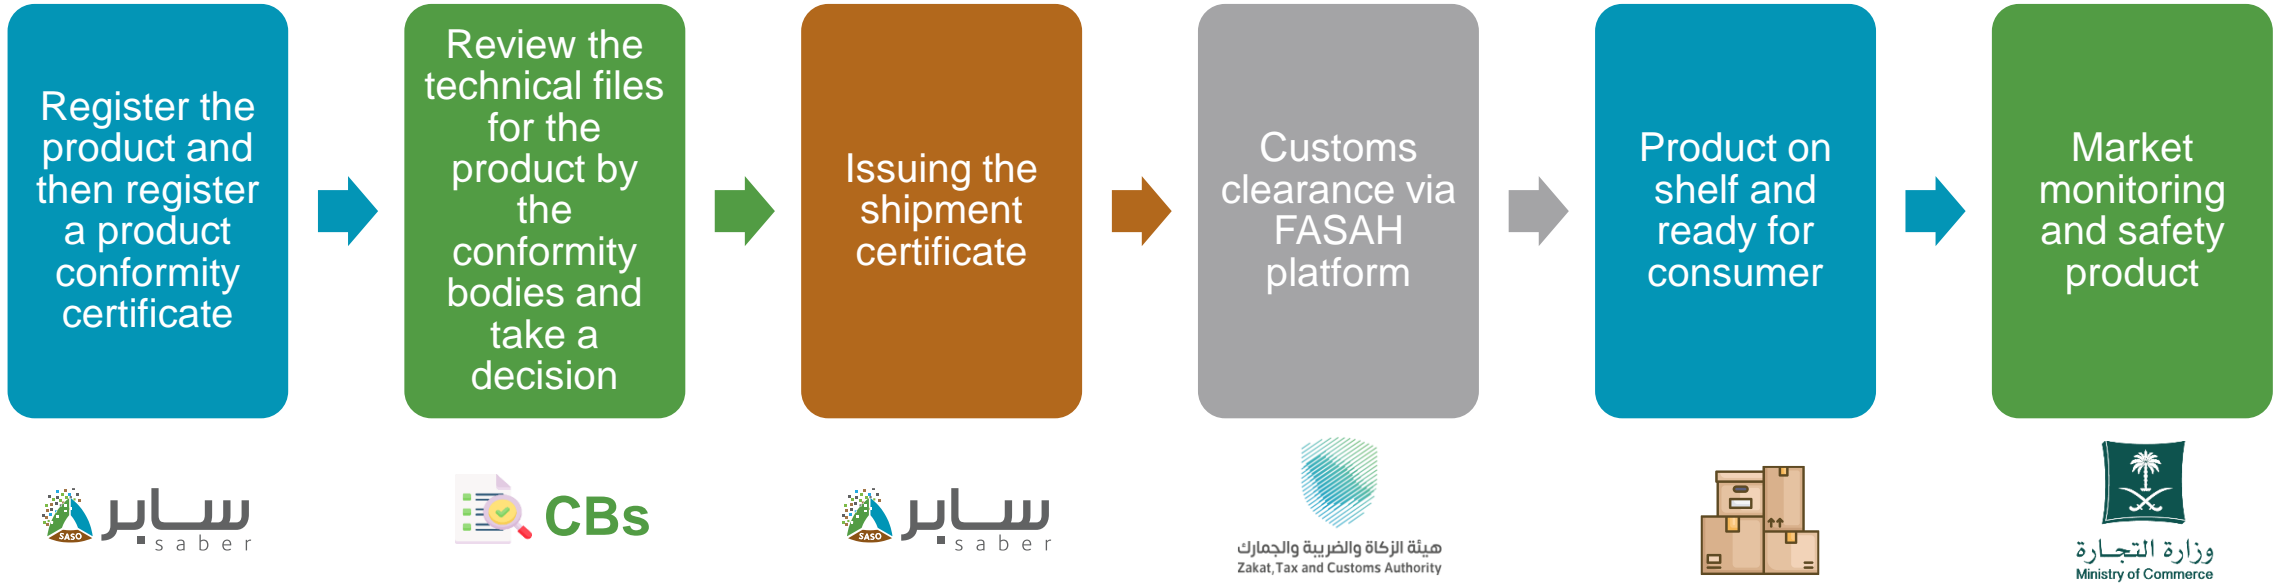 Register the
product and
then register
a product
conformity
certificate
Review the
technical files
for the
product by
the
conformity
bodies and
take a
decision
Issuing the
shipment
certificate
Customs
clearance via
FASAH
platform
Product on
shelf and
ready for
consumer
Market
monitoring
and safety
product
SASO
سابر
saber
CBs
SASO
سابر
saber
هيئة الزكاة والضريبة والجمارك
Zakat, Tax and Customs Authority
وزارة التجارة
Ministry of Commerce